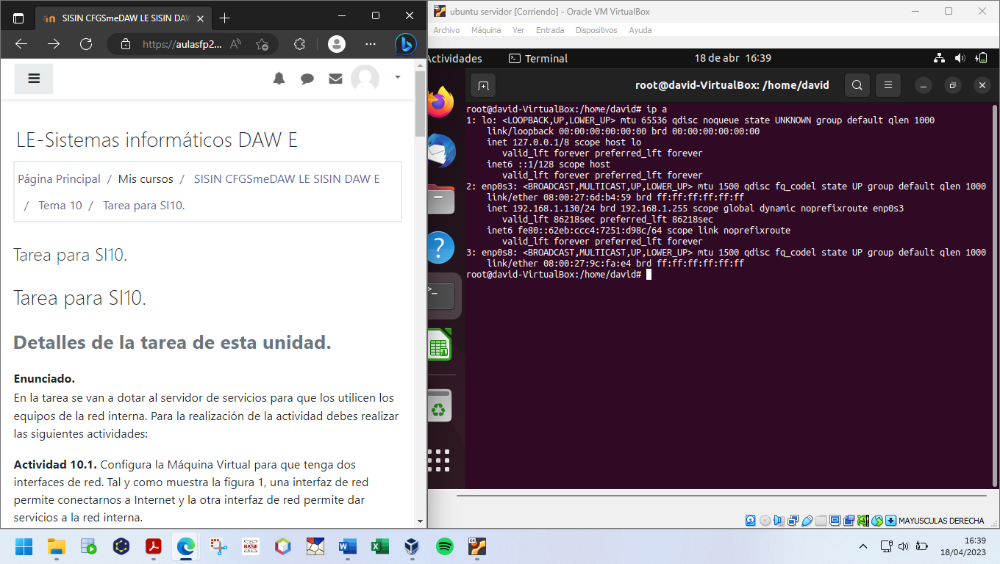 SISIN CFGSmeDAW LE SISIN DAW
https://aulasfp2...
LE-Sistemas informáticos DAW E
Página Principal / Mis cursos / SISIN CFGSmeDAW LE SISIN DAW E
/ Tema 10 / Tarea para SI10.
Tarea para SI10.
Tarea para SI10.
Detalles de la tarea de esta unidad.
Enunciado.
En la tarea se van a dotar al servidor de servicios para que los utilicen los
equipos de la red interna. Para la realización de la actividad debes realizar
las siguientes actividades:
Actividad 10.1. Configura la Máquina Virtual para que tenga dos
interfaces de red. Tal y como muestra la figura 1, una interfaz de red
permite conectarnos a Internet y la otra interfaz de red permite dar
servicios a la red interna.
ubuntu servidor [Corriendo] - Oracle VM VirtualBox
Archivo Máquina Ver Entrada Dispositivos Ayuda
Actividades Terminal 18 de abr 16:39
root@david-VirtualBox: /home/david
root@david-VirtualBox:/home/david# ip a
1: lo: <LOOPBACK,UP,LOWER_UP> mtu 65536 qdisc noqueue state UNKNOWN group default qlen 1000
link/loopback 00:00:00:00:00:00 brd 00:00:00:00:00:00
inet 127.0.0.1/8 scope host lo
valid_lft forever preferred_lft forever
inet6 ::1/128 scope host
valid_lft forever preferred_lft forever
2: enp0s3: <BROADCAST,MULTICAST,UP,LOWER_UP> mtu 1500 qdisc fq_codel state UP group default qlen 1000
link/ether 08:00:27:6d:b4:59 brd ff:ff:ff:ff:ff:ff
inet 192.168.1.130/24 brd 192.168.1.255 scope global dynamic noprefixroute enp0s3
valid_lft 86218sec preferred_lft 86218sec
inet6 fe80::62eb:ccc4:7251:d98c/64 scope link noprefixroute
valid_lft forever preferred_lft forever
3: enp0s8: <BROADCAST,MULTICAST,UP,LOWER_UP> mtu 1500 qdisc fq_codel state UP group default qlen 1000
link/ether 08:00:27:9c:fa:e4 brd ff:ff:ff:ff:ff:ff
root@david-VirtualBox:/home/david#
MAYUSCULAS DERECHA
16:39
18/04/2023